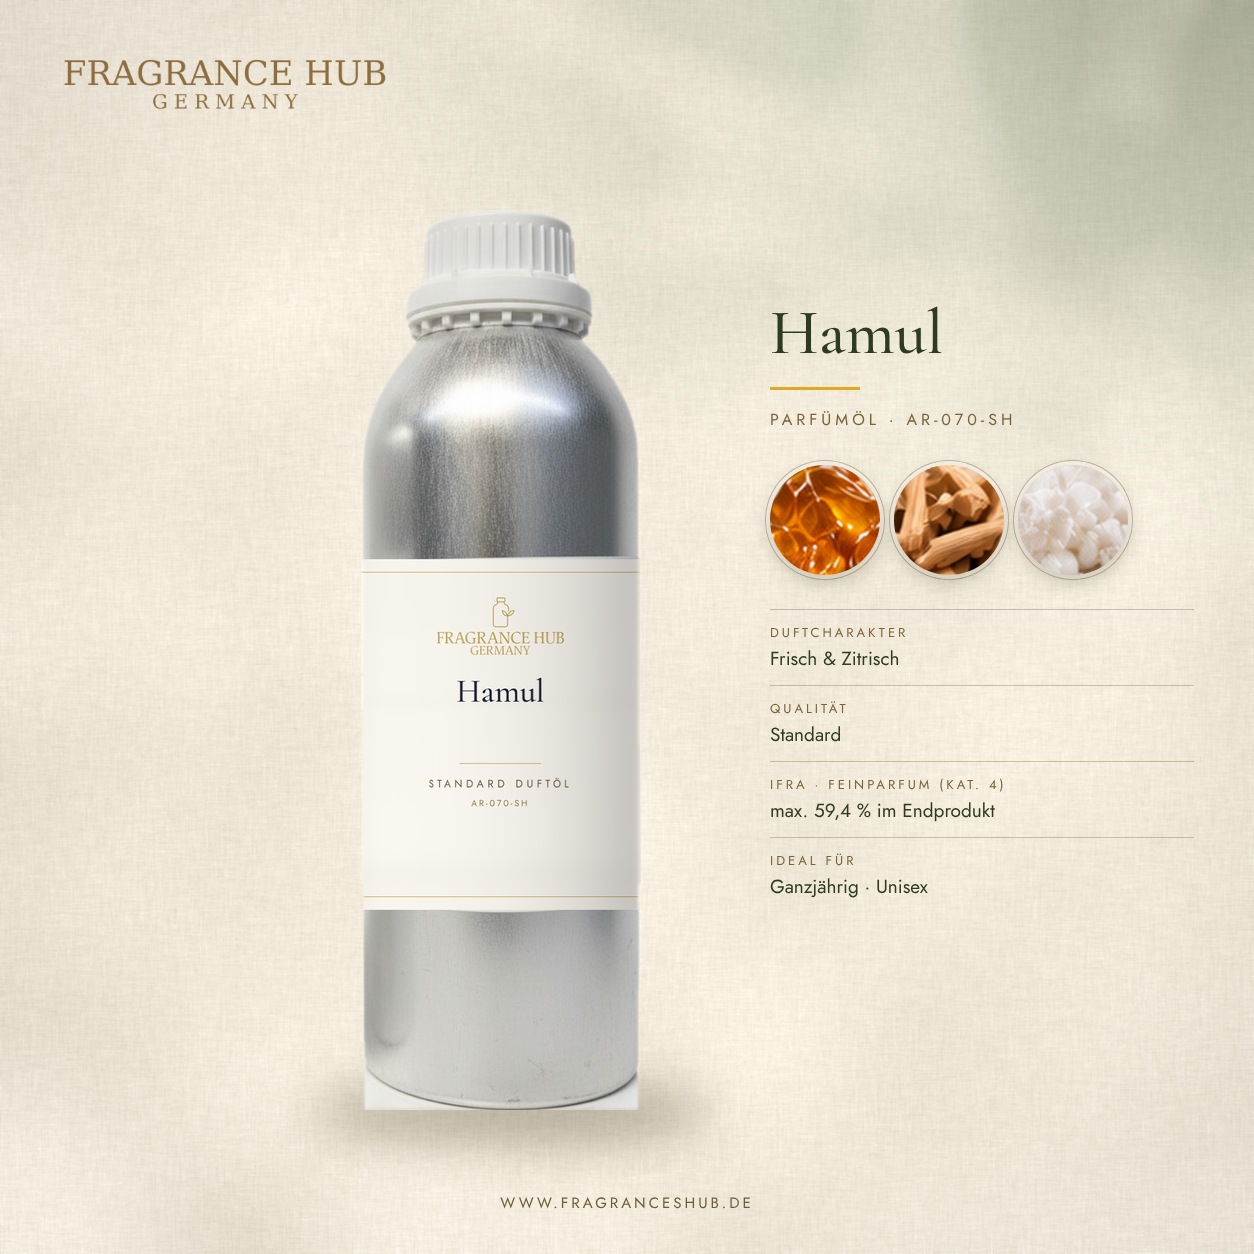 FRAGRANCE HUB
GERMANY
Hamul
PARFÜMÖL · AR-070-SH
DUFTCHARAKTER
Frisch & Zitrisch
QUALITÄT
Standard
IFRA · FEINPARFUM (KAT. 4)
max. 59,4 % im Endprodukt
IDEAL FÜR
Ganzjährig · Unisex
FRAGRANCE HUB
GERMANY
Hamul
STANDARD DUFTÖL
AR-070-SH
WWW.FRAGRANCESHUB.DE